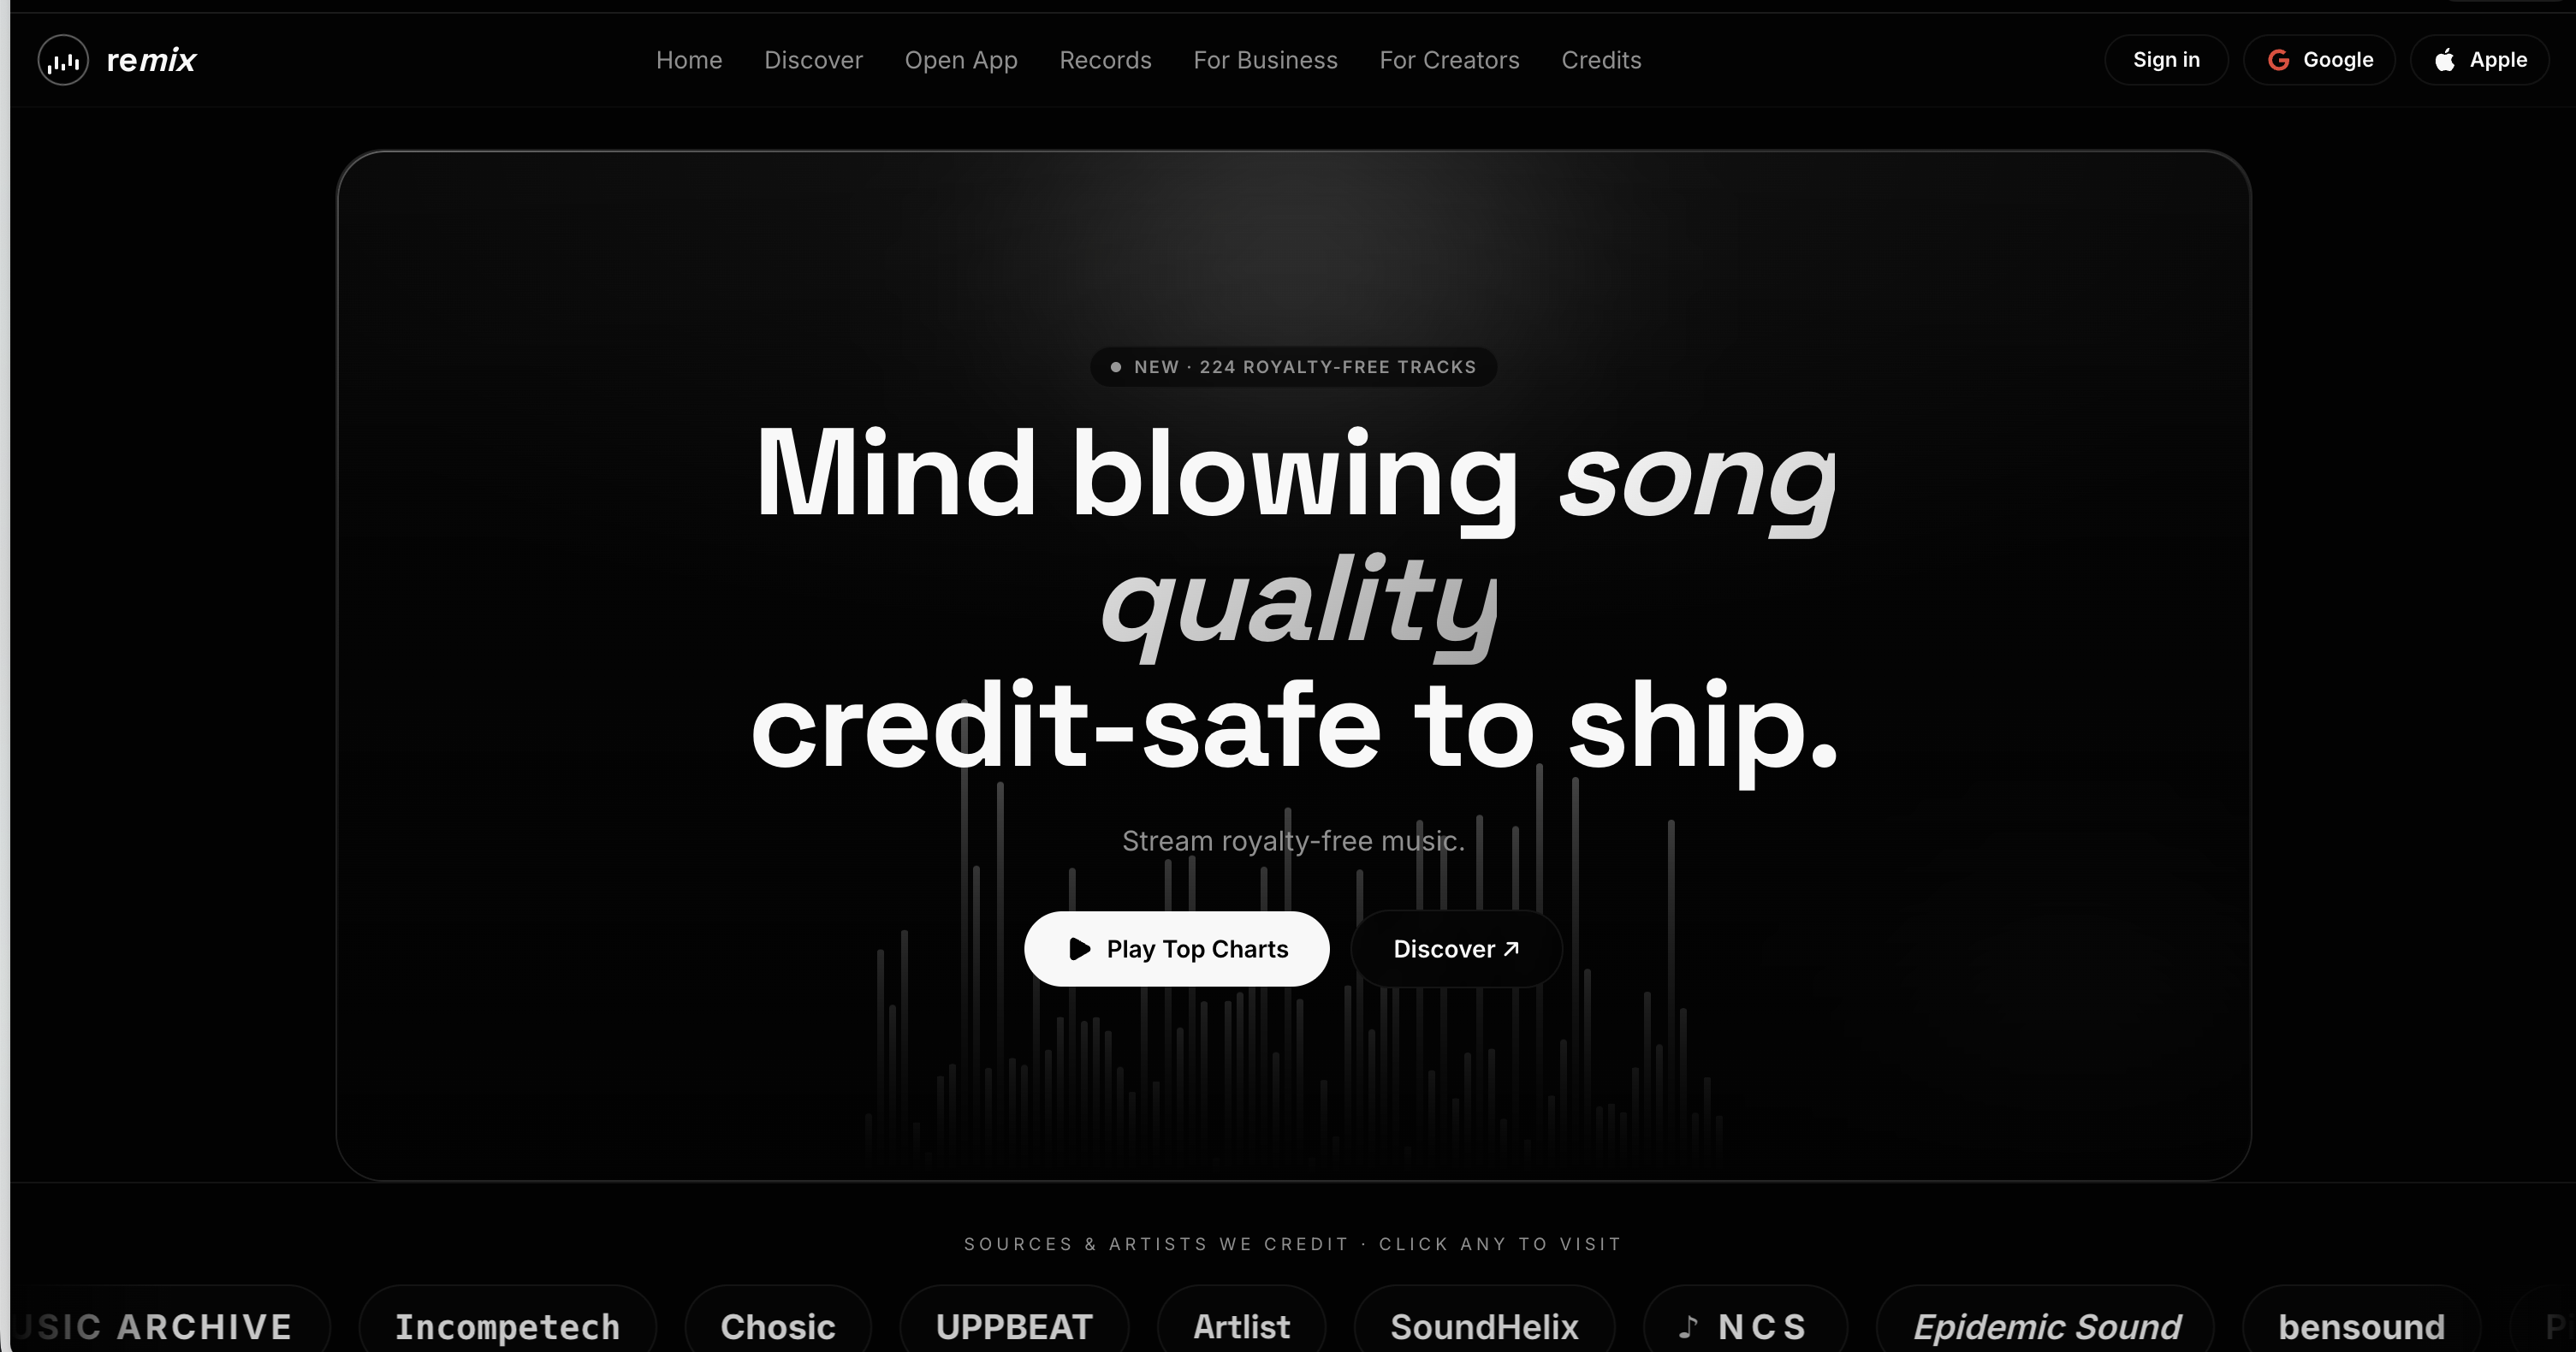 remix
Home Discover Open App Records For Business For Creators Credits
Sign in Google Apple
NEW · 224 ROYALTY-FREE TRACKS
Mind blowing song
quality
credit-safe to ship.
Stream royalty-free music.
Play Top Charts Discover ↗
SOURCES & ARTISTS WE CREDIT · CLICK ANY TO VISIT
USIC ARCHIVE Incompetech Chosic UPPBEAT Artlist SoundHelix ♪ NCS Epidemic Sound bensound